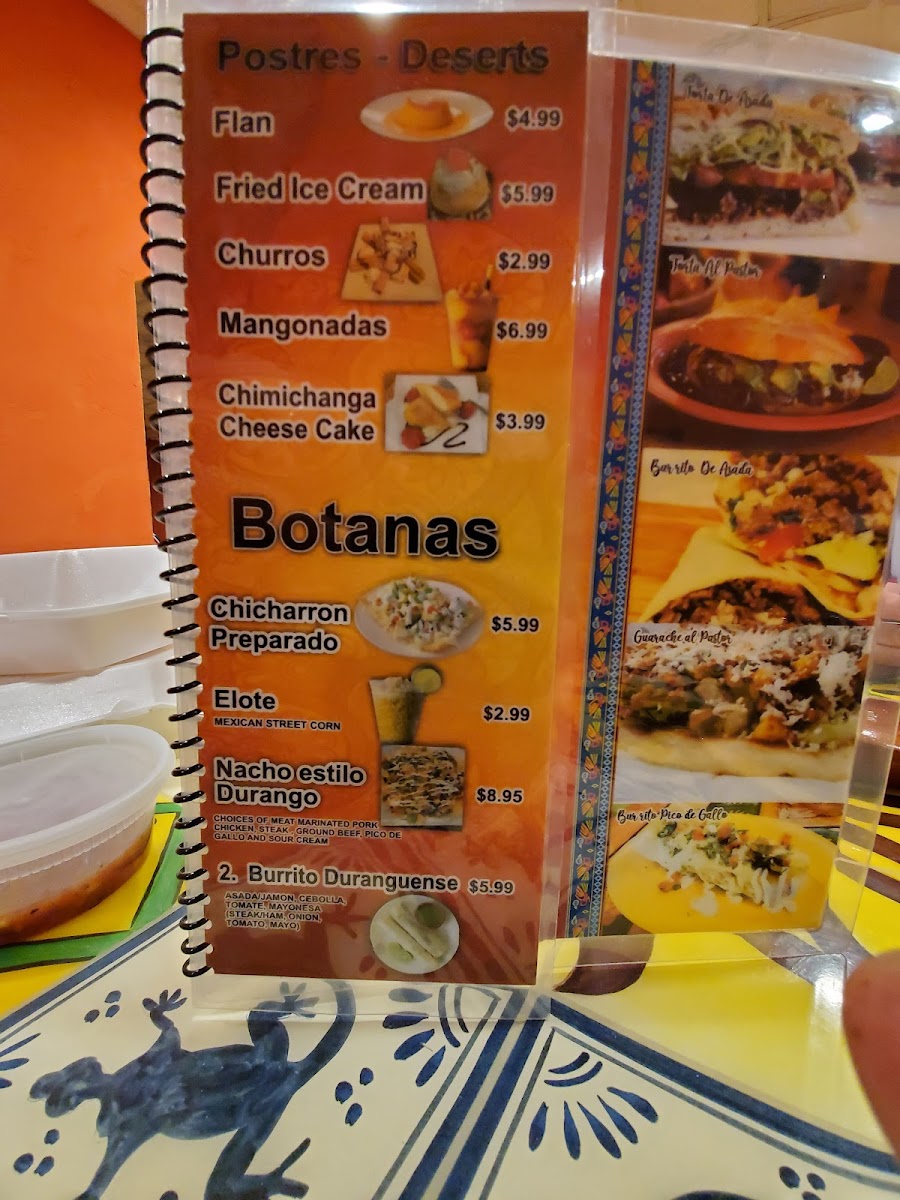 Postres - Deserts
Flan $4.99
Fried Ice Cream $5.99
Churros $2.99
Mangonadas $6.99
Chimichanga
Cheese Cake $3.99
Botanas
Chicharron
Preparado $5.99
Elote
MEXICAN STREET CORN $2.99
Nacho estilo
Durango $8.95
CHOICES OF MEAT MARINATED PORK
CHICKEN, STEAK, GROUND BEEF, PICO DE
GALLO AND SOUR CREAM
2. Burrito Duranguense $5.99
ASADA/JAMON, CEBOLLA,
TOMATE, MAYONESA
(STEAK/HAM, ONION,
TOMATO, MAYO)
Torta De Asada
Torta Al Pastor
Burrito De Asada
Guarache al Pastor
Burrito Pico de Gallo